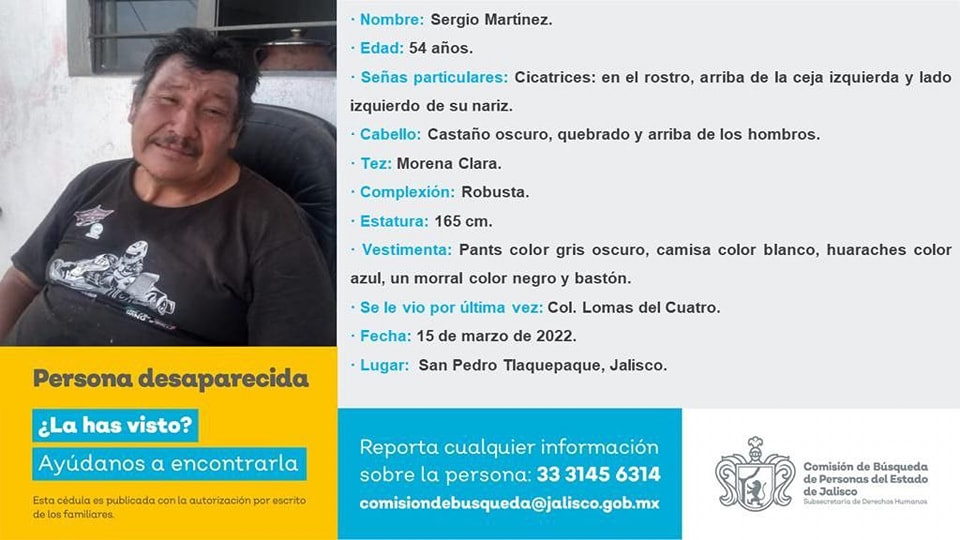 · Nombre: Sergio Martínez.
· Edad: 54 años.
· Señas particulares: Cicatrices: en el rostro, arriba de la ceja izquierda y lado
izquierdo de su nariz.
· Cabello: Castaño oscuro, quebrado y arriba de los hombros.
· Tez: Morena Clara.
· Complexión: Robusta.
· Estatura: 165 cm.
· Vestimenta: Pants color gris oscuro, camisa color blanco, huaraches color
azul, un morral color negro y bastón.
· Se le vio por última vez: Col. Lomas del Cuatro.
· Fecha: 15 de marzo de 2022.
· Lugar: San Pedro Tlaquepaque, Jalisco.
Persona desaparecida
¿La has visto?
Ayúdanos a encontrarla
Esta cédula es publicada con la autorización por escrito
de los familiares.
Reporta cualquier información
sobre la persona: 33 3145 6314
comisiondebusqueda@jalisco.gob.mx
Comisión de Búsqueda
de Personas del Estado
de Jalisco
Subsecretaría de Derechos Humanos